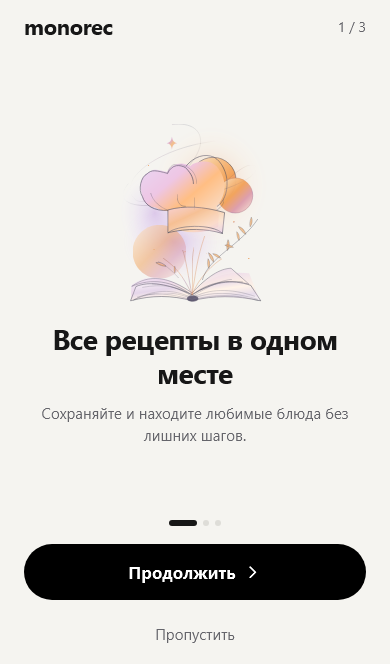 monorec
1 / 3
Все рецепты в одном
месте
Сохраняйте и находите любимые блюда без
лишних шагов.
Продолжить
Пропустить